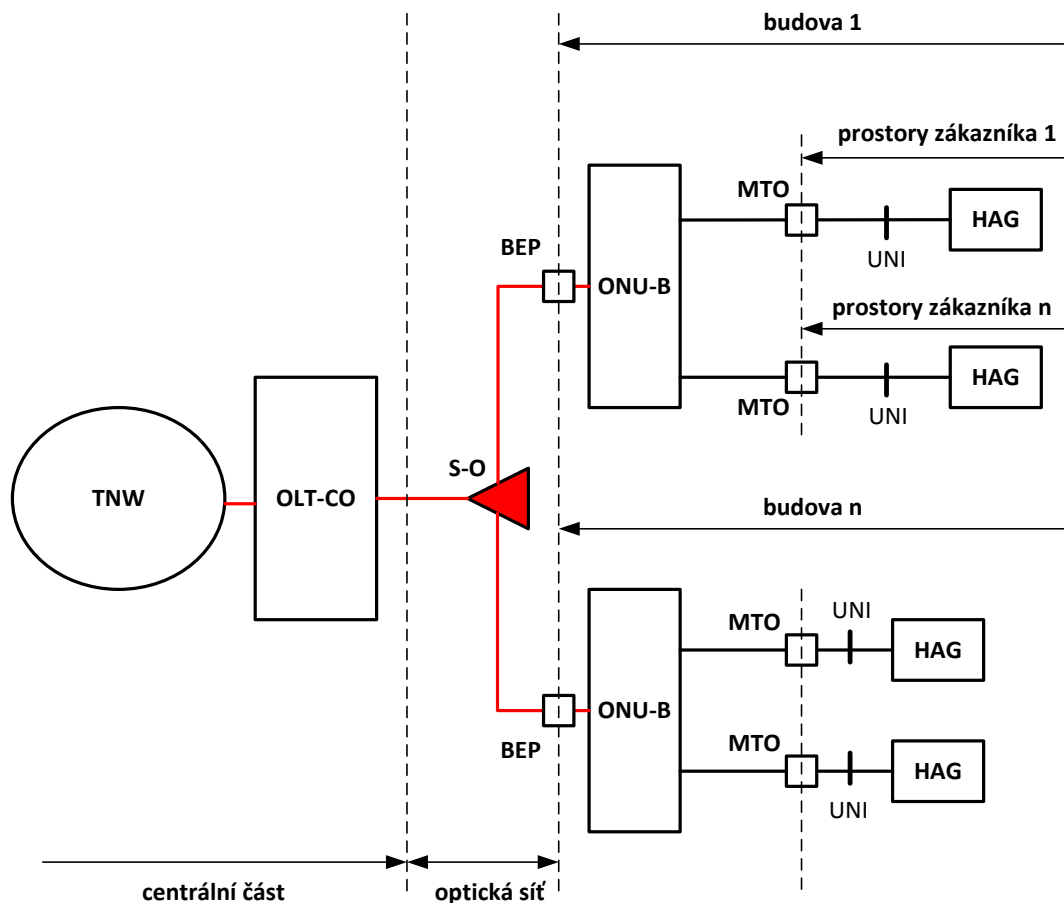 budova 1
prostory zákazníka 1
MTO
HAG
UNI
BEP
ONU-B
prostory zákazníka n
HAG
MTO
UNI
S-O
TNW
OLT-CO
budova n
UNI
MTO
HAG
ONU-B
BEP
MTO
HAG
UNI
centrální část
optická síť